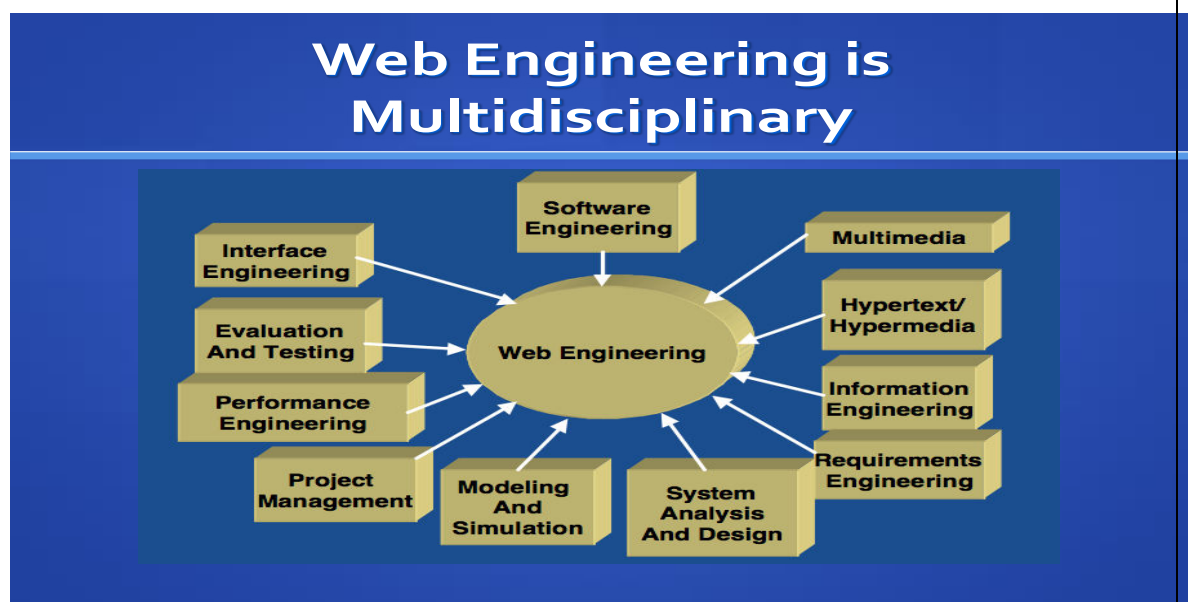 Web Engineering is
Multidisciplinary
Software
Engineering
Multimedia
Interface
Engineering
Hypertext/
Hypermedia
Evaluation
And Testing
Web Engineering
Information
Engineering
Performance
Engineering
Requirements
Engineering
Project
Management
Modeling
And
Simulation
System
Analysis
And Design